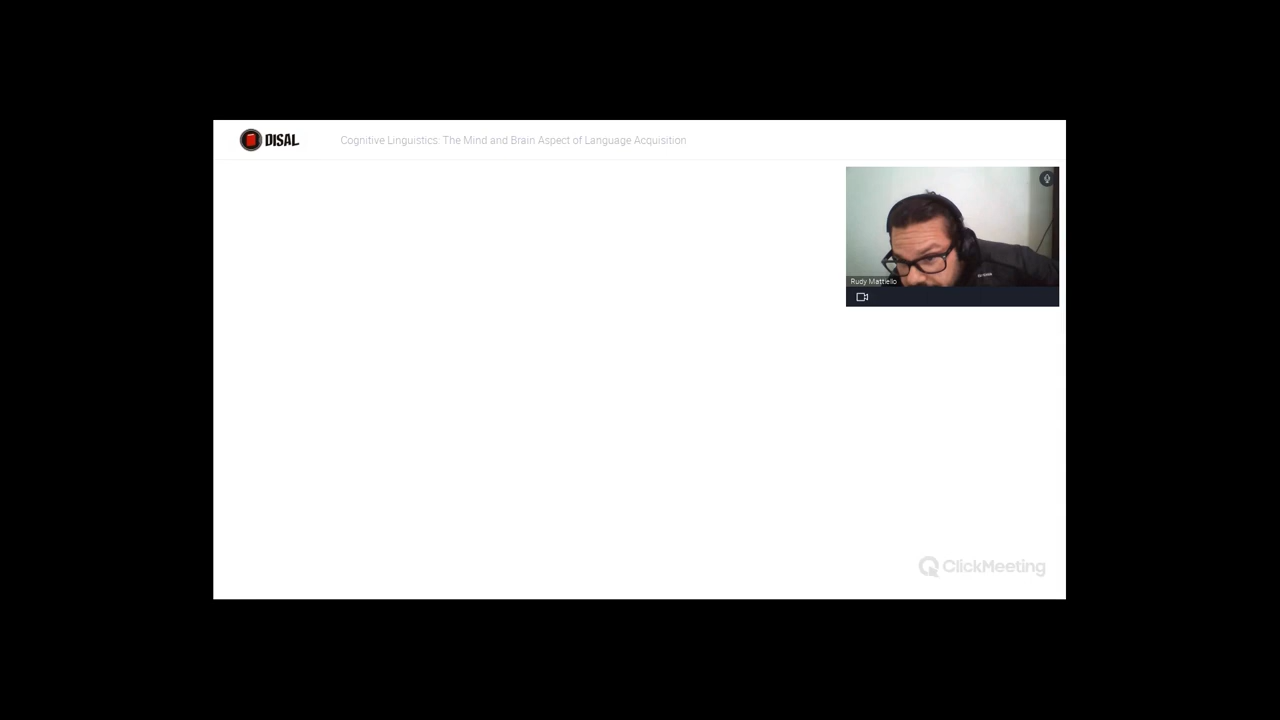 DISAL
Cognitive Linguistics: The Mind and Brain Aspect of Language Acquisition
Rudy Mattiello
ClickMeeting